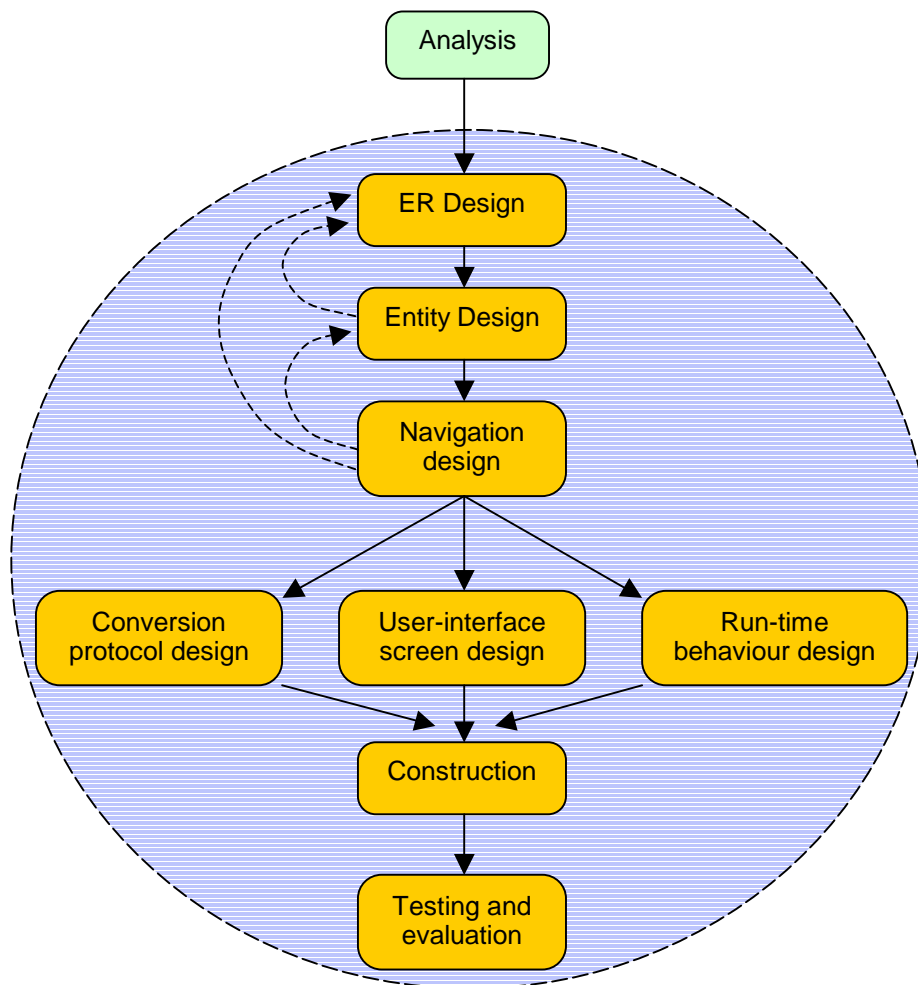 Analysis
ER Design
Entity Design
Navigation
design
Conversion
protocol design
User-interface
screen design
Run-time
behaviour design
Construction
Testing and
evaluation